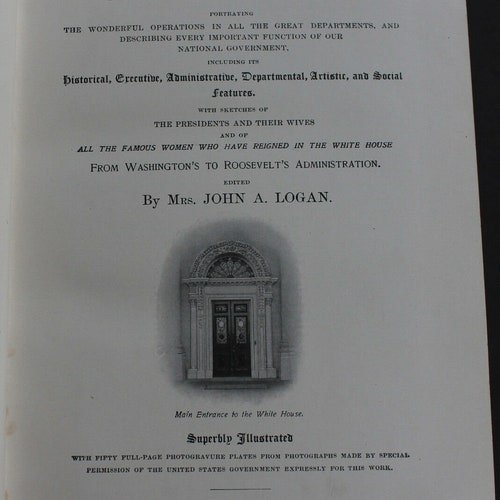 PORTRAYING
THE WONDERFUL OPERATIONS IN ALL THE GREAT DEPARTMENTS, AND
DESCRIBING EVERY IMPORTANT FUNCTION OF OUR
NATIONAL GOVERNMENT,
INCLUDING ITS
Historical, Executive, Administrative, Departmental, Artistic, and Social
Features.
WITH SKETCHES OF
THE PRESIDENTS AND THEIR WIVES
AND OF
ALL THE FAMOUS WOMEN WHO HAVE REIGNED IN THE WHITE HOUSE
FROM WASHINGTON'S TO ROOSEVELT'S ADMINISTRATION.
EDITED
By MRS. JOHN A. LOGAN.
Main Entrance to the White House.
Superbly Illustrated
WITH FIFTY FULL-PAGE PHOTOGRAVURE PLATES FROM PHOTOGRAPHS MADE BY SPECIAL
PERMISSION OF THE UNITED STATES GOVERNMENT EXPRESSLY FOR THIS WORK.